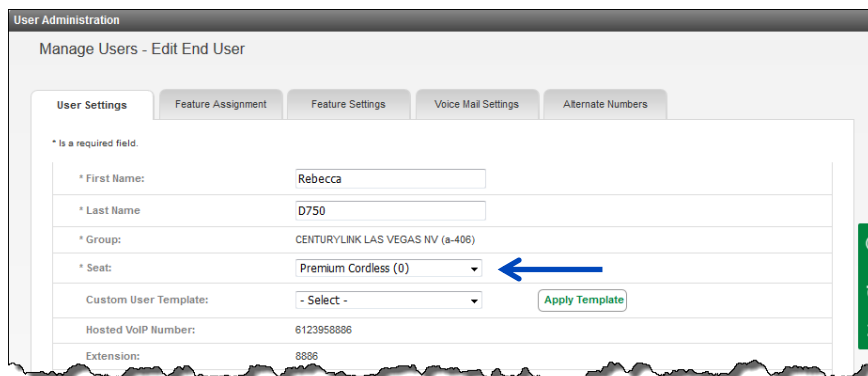 User Administration
Manage Users - Edit End User
User Settings Feature Assignment Feature Settings Voice Mail Settings Alternate Numbers
* Is a required field.
* First Name: Rebecca
* Last Name D750
* Group: CENTURYLINK LAS VEGAS NV (a-406)
* Seat: Premium Cordless (0)
Custom User Template: - Select - Apply Template
Hosted VoIP Number: 6123958886
Extension: 8886